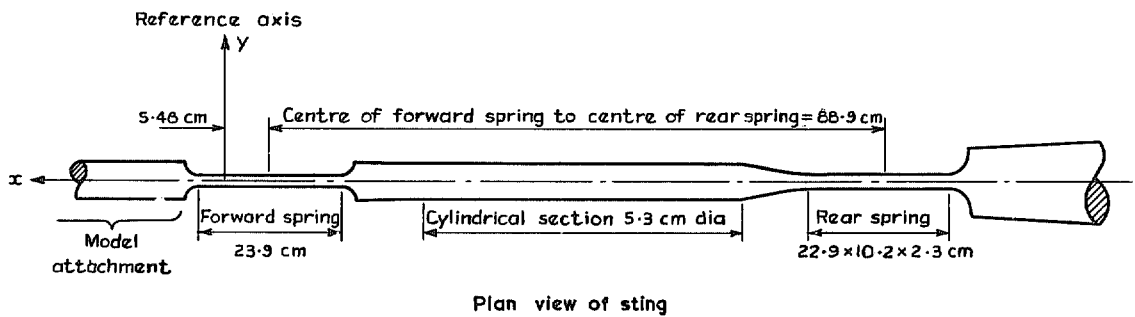 Reference axis
y
5.48 cm
Centre of forward spring to centre of rear spring = 88.9 cm
x
Forward spring
23.9 cm
Cylindrical section 5.3 cm dia
Rear spring
22.9 × 10.2 × 2.3 cm
Model
attachment
Plan view of sting